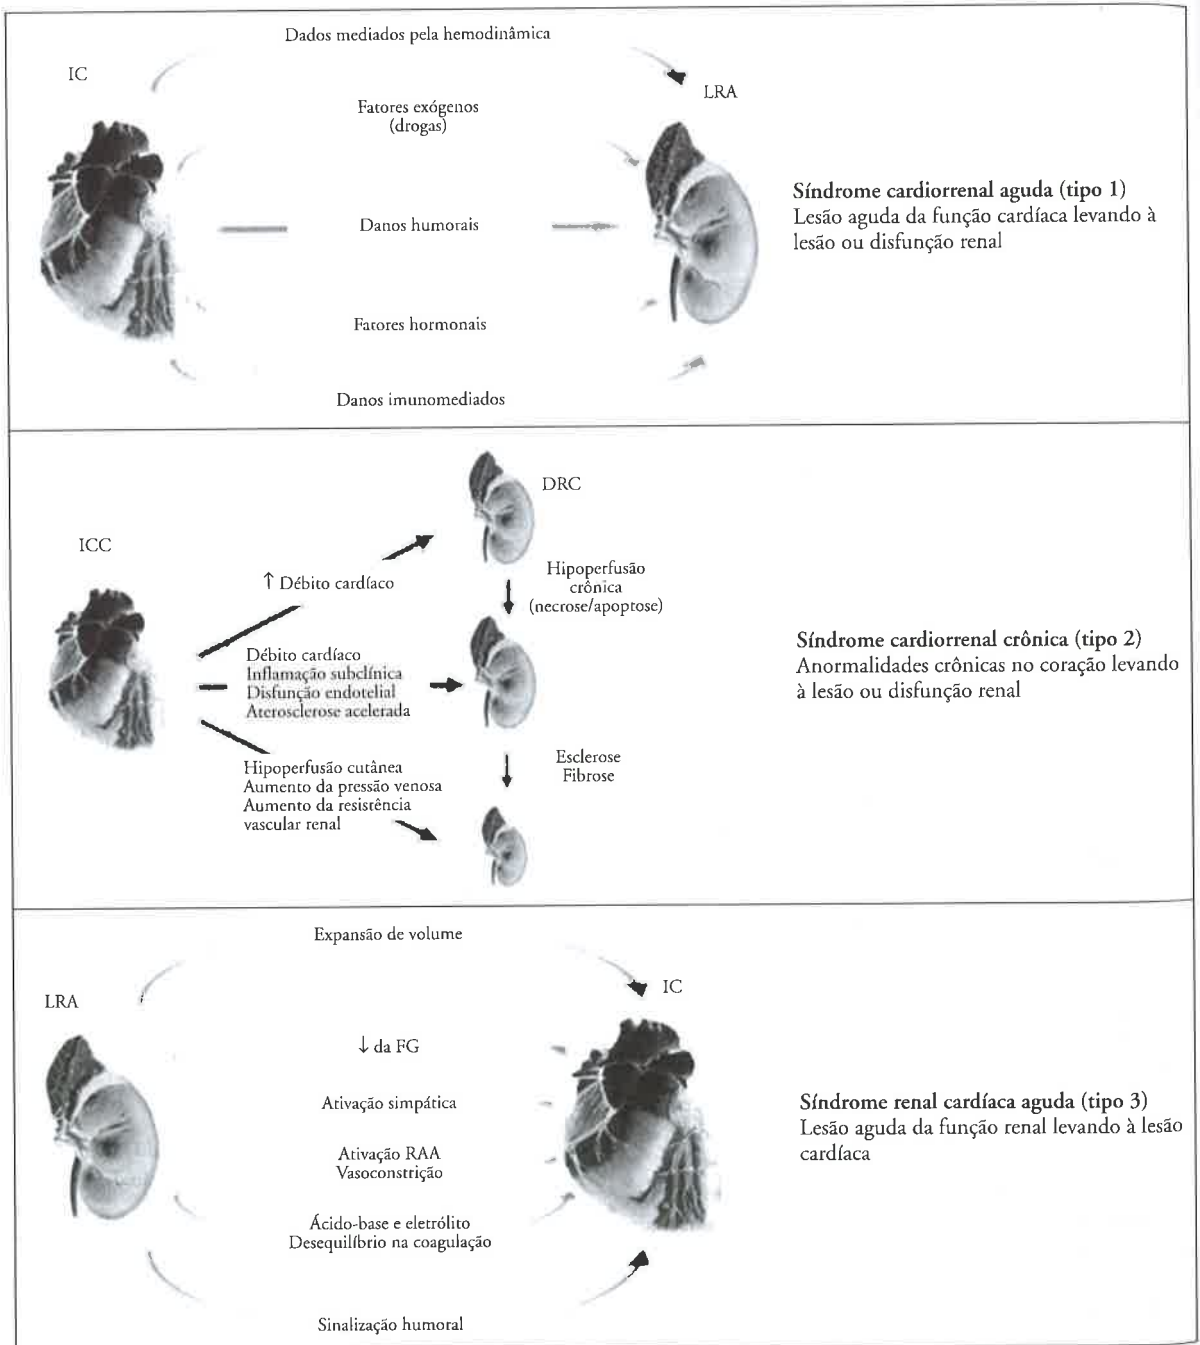 Dados mediados pela hemodinâmica
IC
LRA
Fatores exógenos
(drogas)
Danos humorais
Fatores hormonais
Danos imunomediados
Síndrome cardiorrenal aguda (tipo 1)
Lesão aguda da função cardíaca levando à
lesão ou disfunção renal
DRC
ICC
↑ Débito cardíaco
Hipoperfusão
crônica
(necrose/apoptose)
Débito cardíaco
Inflamação subclínica
Disfunção endotelial
Aterosclerose acelerada
Hipoperfusão cutânea
Aumento da pressão venosa
Aumento da resistência
vascular renal
Esclerose
Fibrose
Síndrome cardiorrenal crônica (tipo 2)
Anormalidades crônicas no coração levando
à lesão ou disfunção renal
Expansão de volume
LRA
IC
↓ da FG
Ativação simpática
Ativação RAA
Vasoconstrição
Ácido-base e eletrólito
Desequilíbrio na coagulação
Sinalização humoral
Síndrome renal cardíaca aguda (tipo 3)
Lesão aguda da função renal levando à lesão
cardíaca